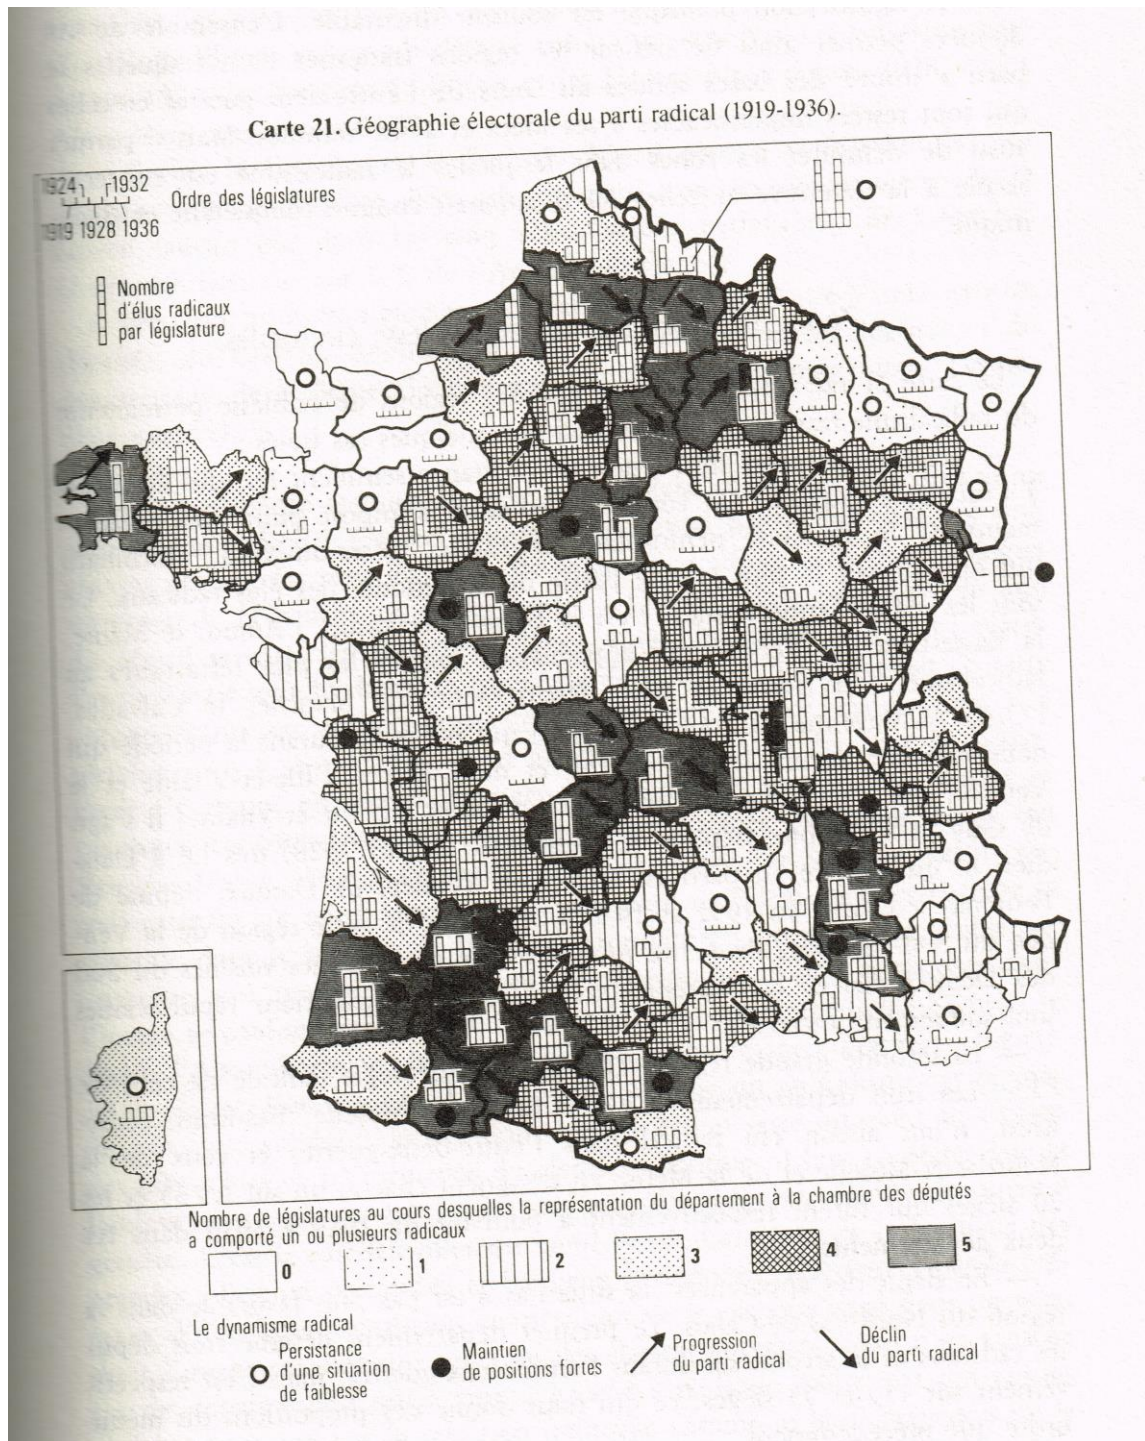 Carte 21. Géographie électorale du parti radical (1919-1936).
1924 1932
Ordre des législatures
1919 1928 1936
Nombre
d'élus radicaux
par législature
Nombre de législatures au cours desquelles la représentation du département à la chambre des députés
a comporté un ou plusieurs radicaux
0 1 2 3 4 5
Le dynamisme radical
Persistance
d'une situation
de faiblesse
Maintien
de positions fortes
Progression
du parti radical
Déclin
du parti radical